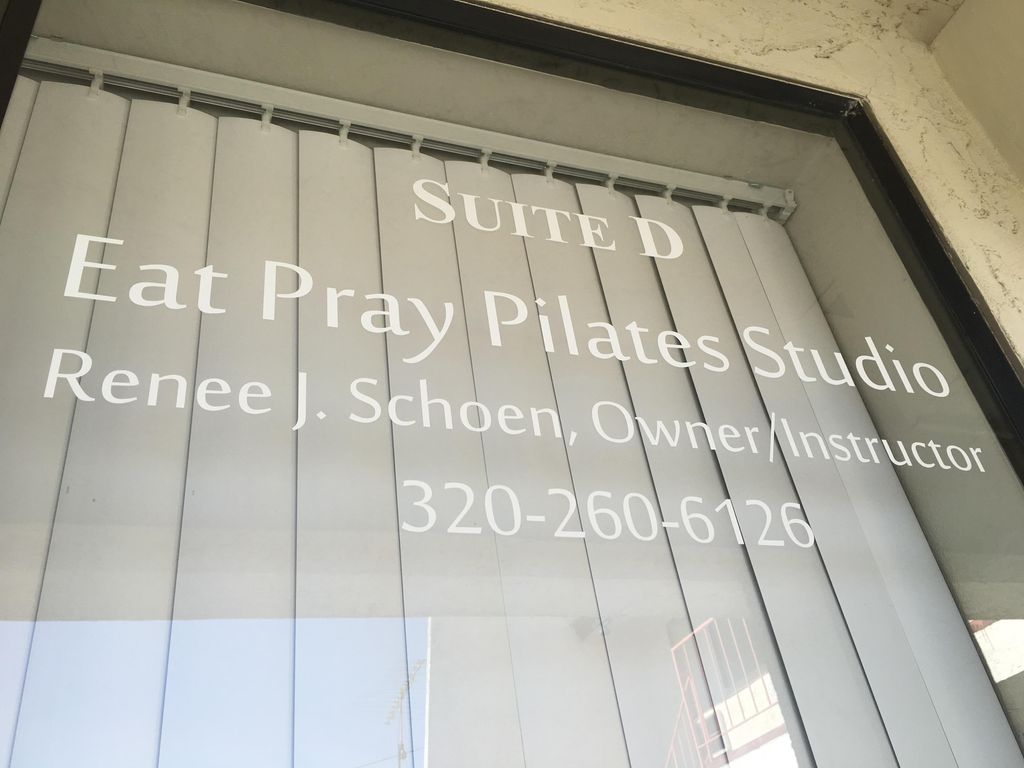 SUITE D
Eat Pray Pilates Studio
Renee J. Schoen, Owner/Instructor
320-260-6126